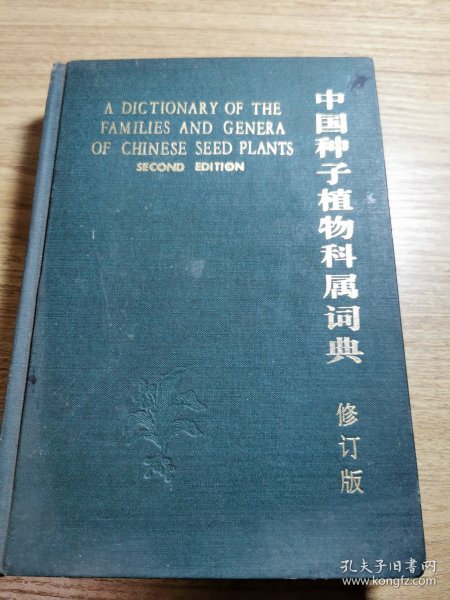 A DICTIONARY OF THE
FAMILIES AND GENERA
OF CHINESE SEED PLANTS
SECOND EDITION
中国种子植物科属词典
修订版
孔夫子旧书网
www.kongfz.com